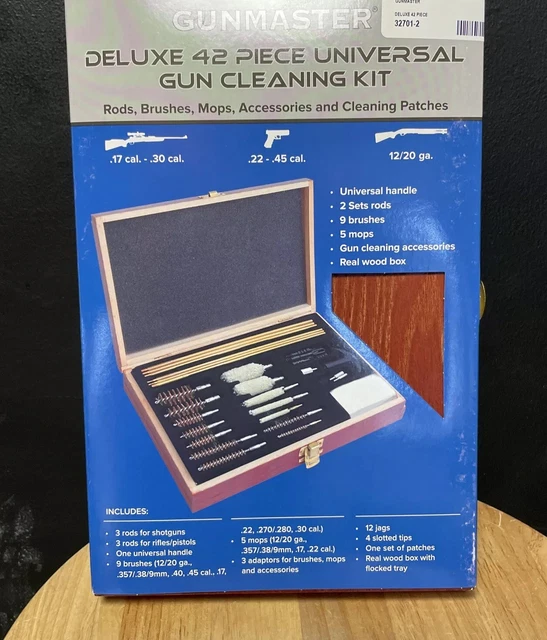 GUNMASTER®
GUNMASTER
DELUXE 42 PIECE
32701-2
DELUXE 42 PIECE UNIVERSAL
GUN CLEANING KIT
Rods, Brushes, Mops, Accessories and Cleaning Patches
.17 cal. - .30 cal.
.22 - .45 cal.
12/20 ga.
• Universal handle
• 2 Sets rods
• 9 brushes
• 5 mops
• Gun cleaning accessories
• Real wood box
INCLUDES:
• 3 rods for shotguns
• 3 rods for rifles/pistols
• One universal handle
• 9 brushes (12/20 ga.,
.357/.38/9mm, .40, .45 cal., .17,
.22, .270/.280, .30 cal.)
• 5 mops (12/20 ga.,
.357/.38/9mm, .17, .22 cal.)
• 3 adaptors for brushes, mops
and accessories
• 12 jags
• 4 slotted tips
• One set of patches
• Real wood box with
flocked tray